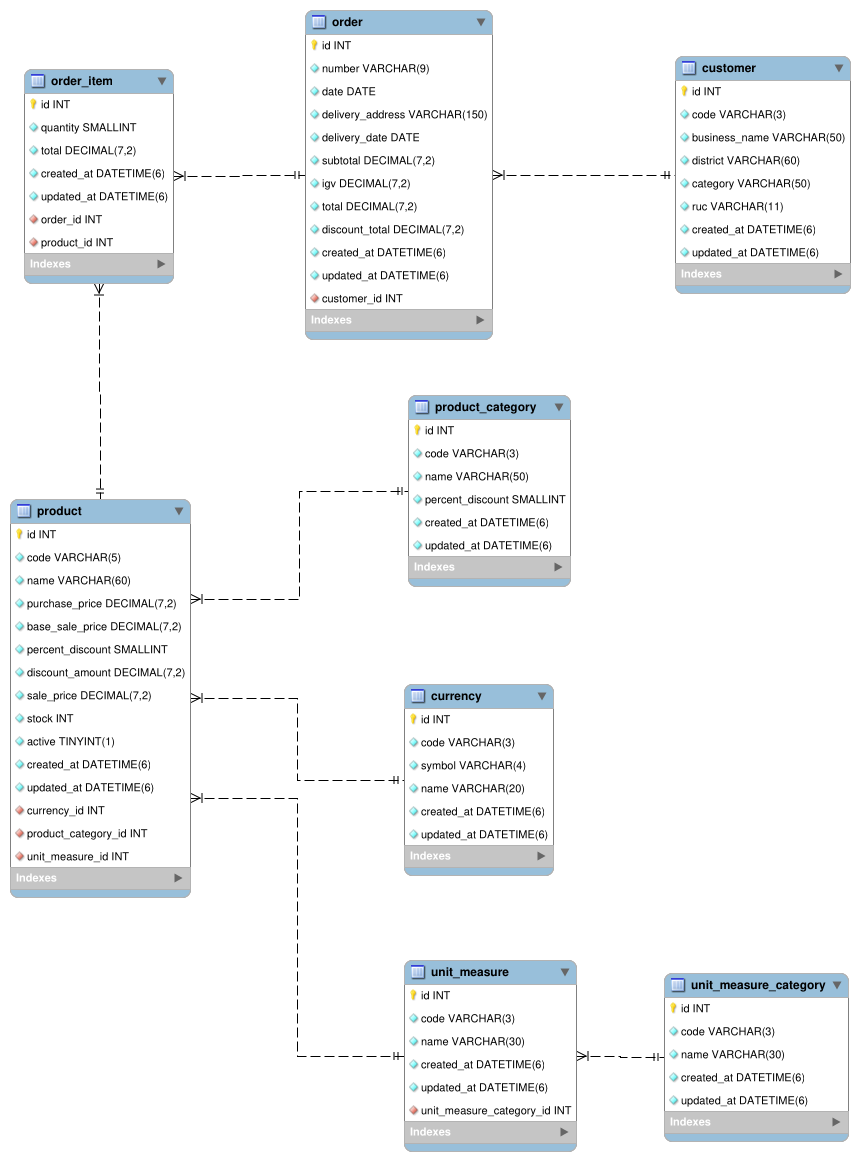 order
id INT
number VARCHAR(9)
date DATE
delivery_address VARCHAR(150)
delivery_date DATE
subtotal DECIMAL(7,2)
igv DECIMAL(7,2)
total DECIMAL(7,2)
discount_total DECIMAL(7,2)
created_at DATETIME(6)
updated_at DATETIME(6)
customer_id INT
Indexes
order_item
id INT
quantity SMALLINT
total DECIMAL(7,2)
created_at DATETIME(6)
updated_at DATETIME(6)
order_id INT
product_id INT
Indexes
customer
id INT
code VARCHAR(3)
business_name VARCHAR(50)
district VARCHAR(60)
category VARCHAR(50)
ruc VARCHAR(11)
created_at DATETIME(6)
updated_at DATETIME(6)
Indexes
product_category
id INT
code VARCHAR(3)
name VARCHAR(50)
percent_discount SMALLINT
created_at DATETIME(6)
updated_at DATETIME(6)
Indexes
product
id INT
code VARCHAR(5)
name VARCHAR(60)
purchase_price DECIMAL(7,2)
base_sale_price DECIMAL(7,2)
percent_discount SMALLINT
discount_amount DECIMAL(7,2)
sale_price DECIMAL(7,2)
stock INT
active TINYINT(1)
created_at DATETIME(6)
updated_at DATETIME(6)
currency_id INT
product_category_id INT
unit_measure_id INT
Indexes
currency
id INT
code VARCHAR(3)
symbol VARCHAR(4)
name VARCHAR(20)
created_at DATETIME(6)
updated_at DATETIME(6)
Indexes
unit_measure
id INT
code VARCHAR(3)
name VARCHAR(30)
created_at DATETIME(6)
updated_at DATETIME(6)
unit_measure_category_id INT
Indexes
unit_measure_category
id INT
code VARCHAR(3)
name VARCHAR(30)
created_at DATETIME(6)
updated_at DATETIME(6)
Indexes